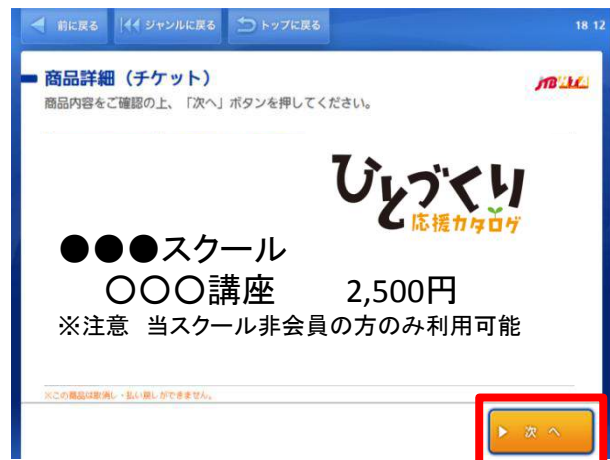 前に戻る ジャンルに戻る トップに戻る 18 12
商品詳細（チケット）
JTB
商品内容をご確認の上、「次へ」ボタンを押してください。
ひとづくり
応援カタログ
●●●スクール
〇〇〇講座 2,500円
※注意 当スクール非会員の方のみ利用可能
※この商品は取消し・払い戻しができません。
次 へ